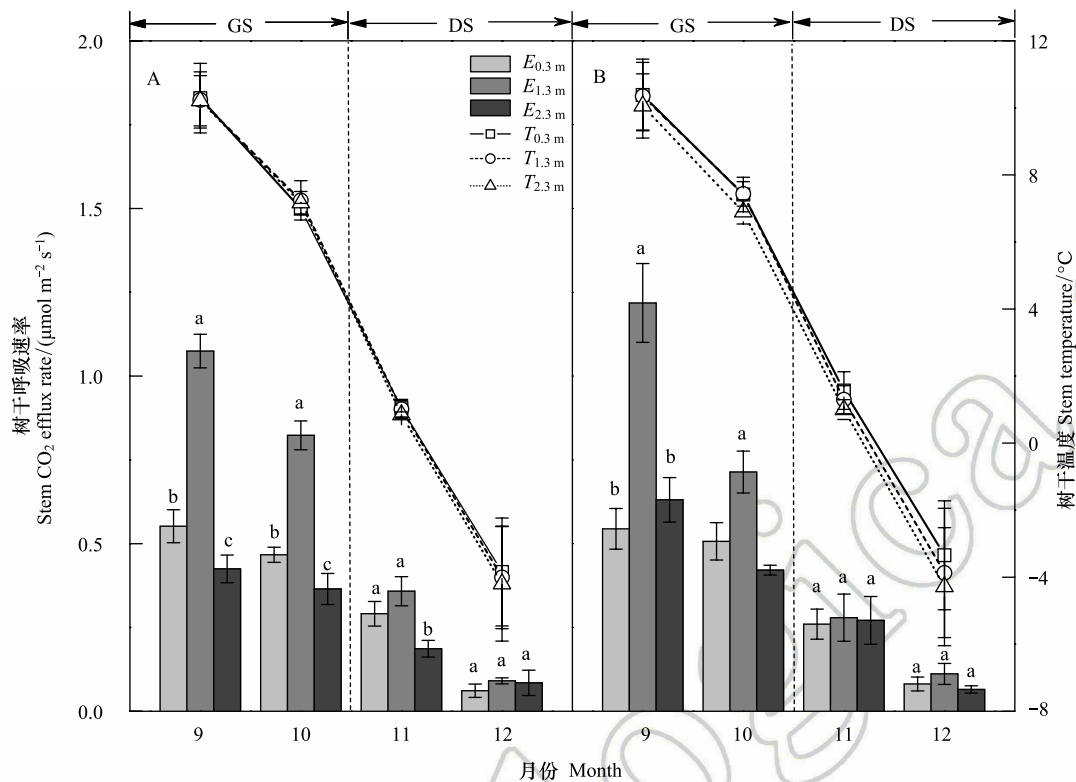 GS DS GS DS
A
B
E0.3 m
E1.3 m
E2.3 m
T0.3 m
T1.3 m
T2.3 m
2.0
1.5
1.0
0.5
0.0
树干呼吸速率
Stem CO2 efflux rate/(μmol m−2 s−1)
12
8
4
0
−4
−8
树干温度 Stem temperature/°C
b a c b a c a a b a a a
b a b b a a a a a a a
9 10 11 12 9 10 11 12
月份 Month